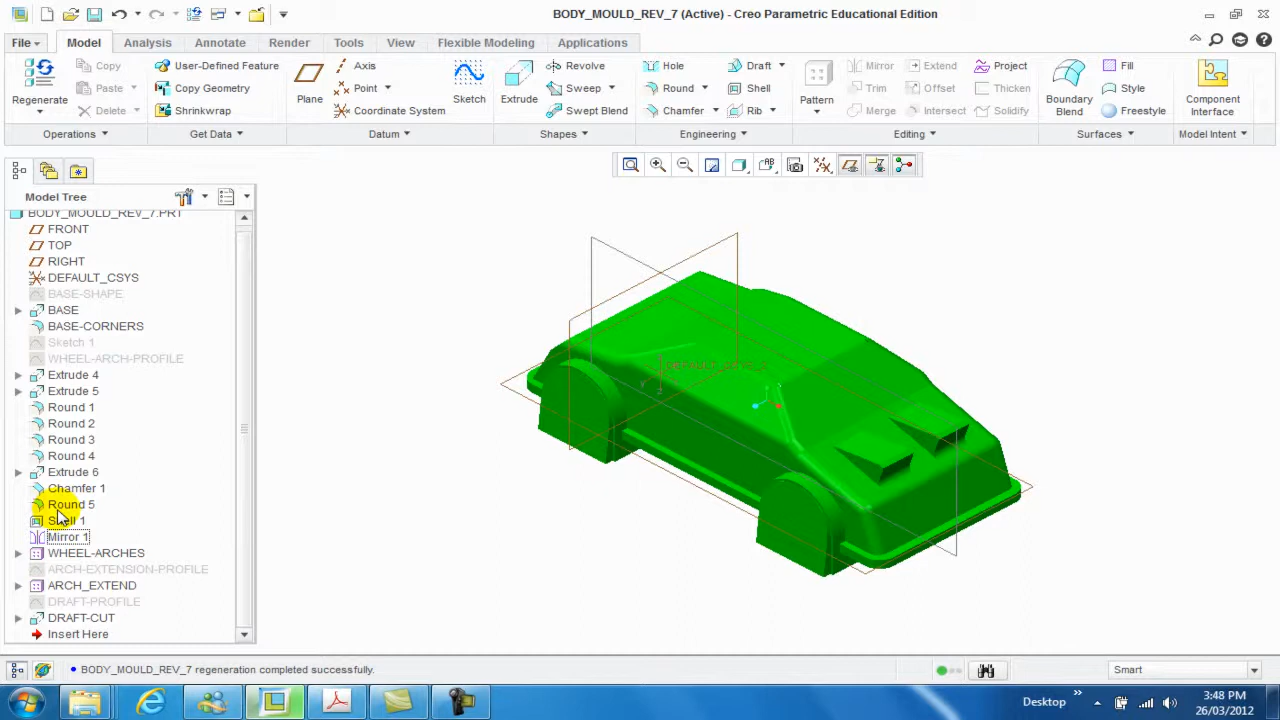 BODY_MOULD_REV_7 (Active) - Creo Parametric Educational Edition
File Model Analysis Annotate Render Tools View Flexible Modeling Applications
Regenerate
Copy
Paste
Delete
User-Defined Feature
Copy Geometry
Shrinkwrap
Plane
Axis
Point
Coordinate System
Sketch
Extrude
Revolve
Sweep
Swept Blend
Hole
Round
Chamfer
Draft
Shell
Rib
Pattern
Mirror
Trim
Merge
Extend
Offset
Intersect
Project
Thicken
Solidify
Boundary
Blend
Fill
Style
Freestyle
Component
Interface
Operations Get Data Datum Shapes Engineering Editing Surfaces Model Intent
Model Tree
BODY_MOULD_REV_7.PRT
FRONT
TOP
RIGHT
DEFAULT_CSYS
BASE-SHAPE
BASE
BASE-CORNERS
Sketch 1
WHEEL-ARCH-PROFILE
Extrude 4
Extrude 5
Round 1
Round 2
Round 3
Round 4
Extrude 6
Chamfer 1
Round 5
Shell 1
Mirror 1
WHEEL-ARCHES
ARCH-EXTENSION-PROFILE
ARCH_EXTEND
DRAFT-PROFILE
DRAFT-CUT
Insert Here
BODY_MOULD_REV_7 regeneration completed successfully.
Smart
Desktop
3:48 PM
26/03/2012